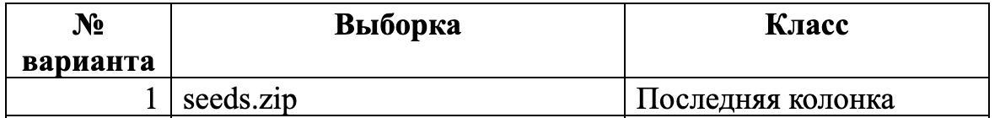 № варианта
Выборка
Класс
1
seeds.zip
Последняя колонка